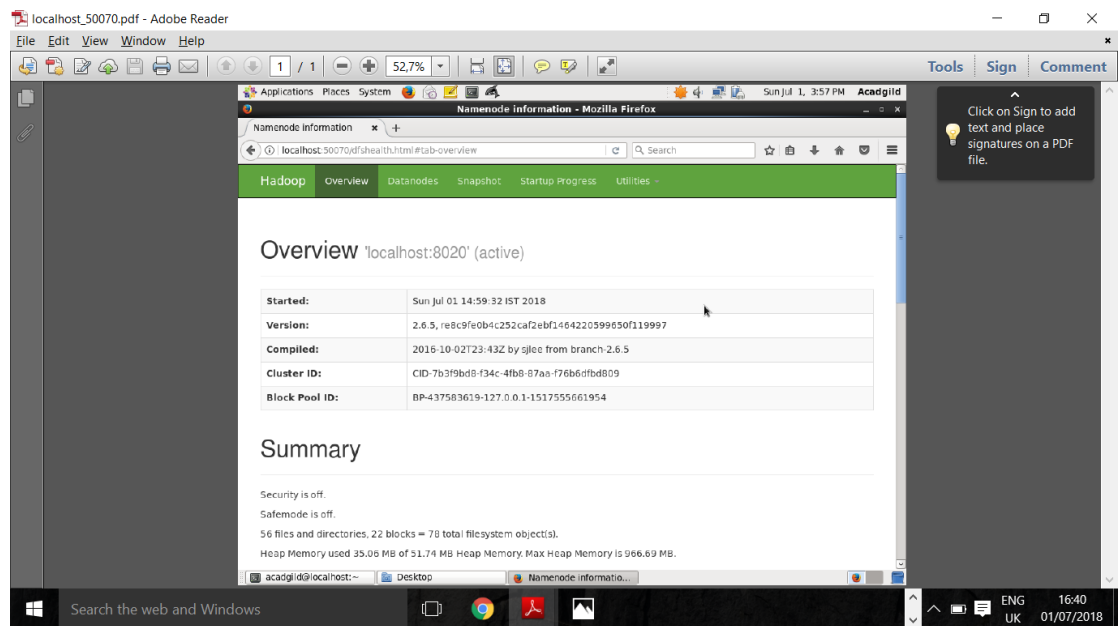 localhost_50070.pdf - Adobe Reader
File Edit View Window Help
1 / 1 52,7% Tools Sign Comment
Applications Places System Sun Jul 1, 3:57 PM Acadgild
Namenode information - Mozilla Firefox
Namenode information × +
localhost:50070/dfshealth.html#tab-overview Search
Hadoop Overview Datanodes Snapshot Startup Progress Utilities
Overview 'localhost:8020' (active)
Started: Sun Jul 01 14:59:32 IST 2018
Version: 2.6.5, re8c9fe0b4c252caf2ebf1464220599650f119997
Compiled: 2016-10-02T23:43Z by sjlee from branch-2.6.5
Cluster ID: CID-7b3f9bd8-f34c-4fb8-87aa-f76b6dfbd809
Block Pool ID: BP-437583619-127.0.0.1-1517555661954
Summary
Security is off.
Safemode is off.
56 files and directories, 22 blocks = 78 total filesystem object(s).
Heap Memory used 35.06 MB of 51.74 MB Heap Memory. Max Heap Memory is 966.69 MB.
acadgild@localhost:~ Desktop Namenode informatio...
Click on Sign to add
text and place
signatures on a PDF
file.
Search the web and Windows
ENG 16:40
UK 01/07/2018